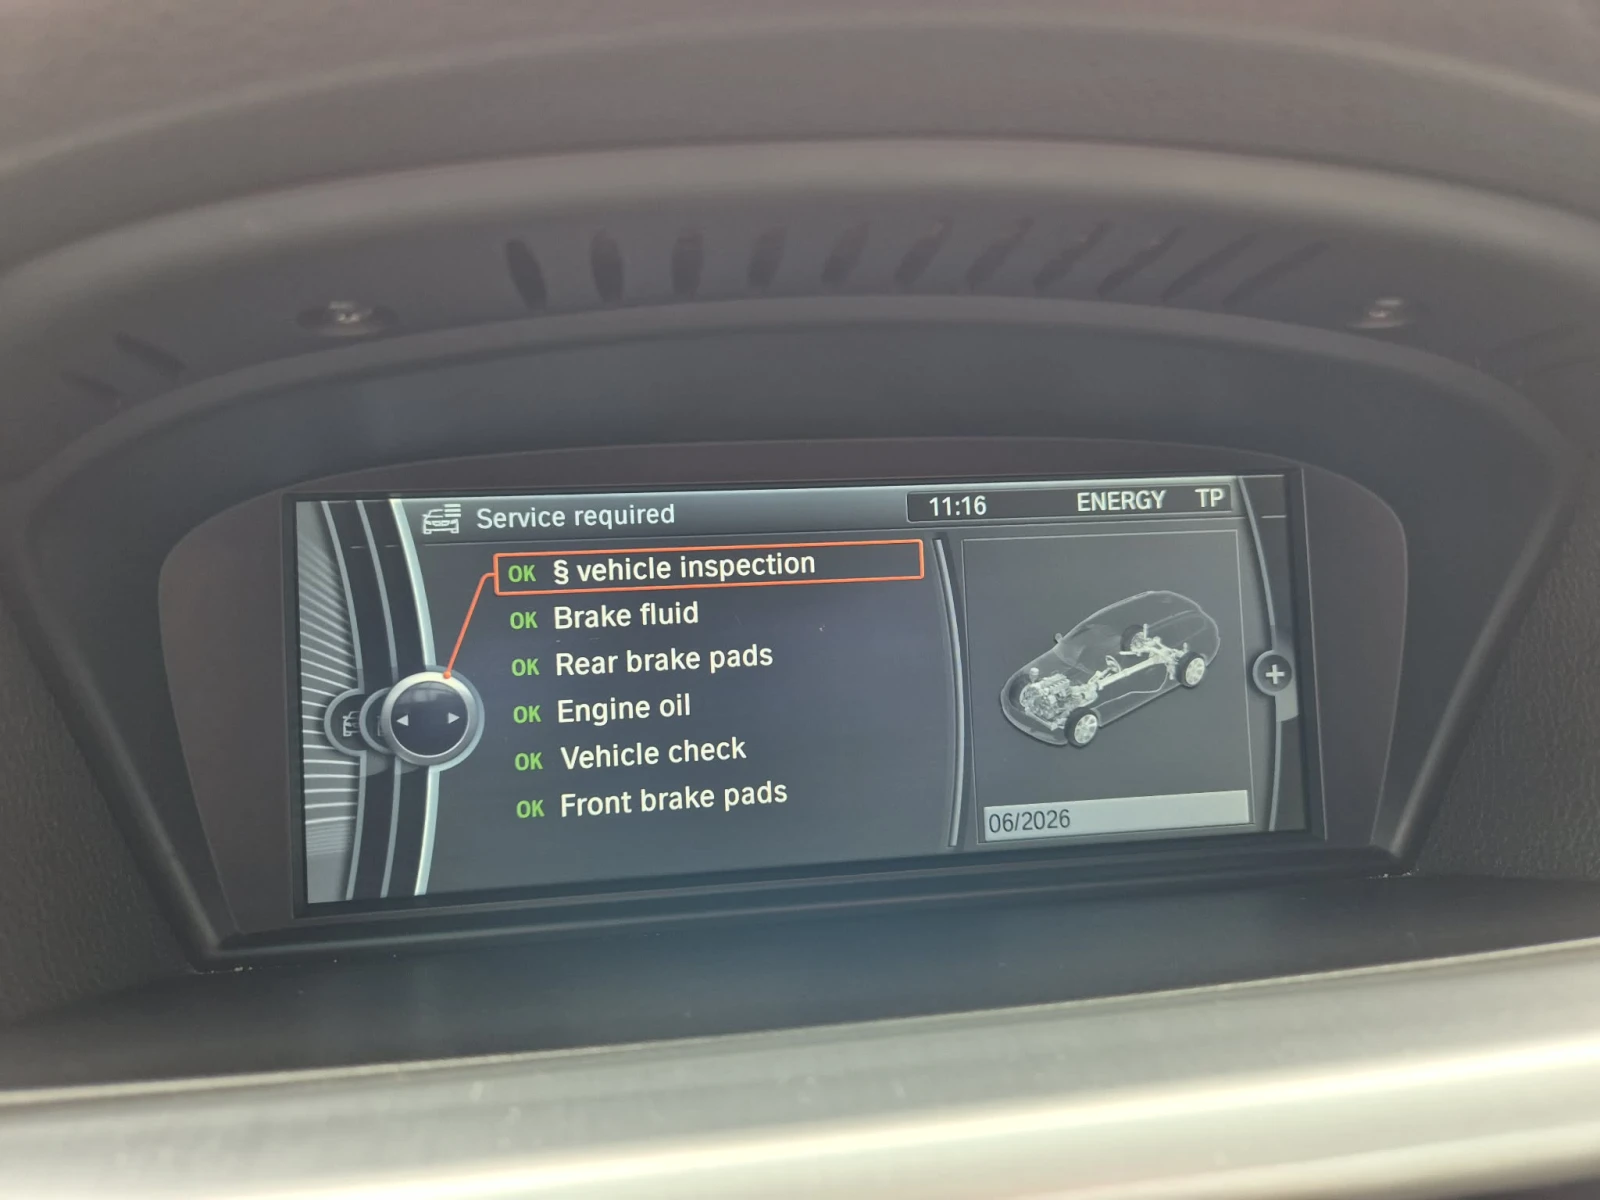 Service required
11:16 ENERGY TP
OK § vehicle inspection
OK Brake fluid
OK Rear brake pads
OK Engine oil
OK Vehicle check
OK Front brake pads
06/2026